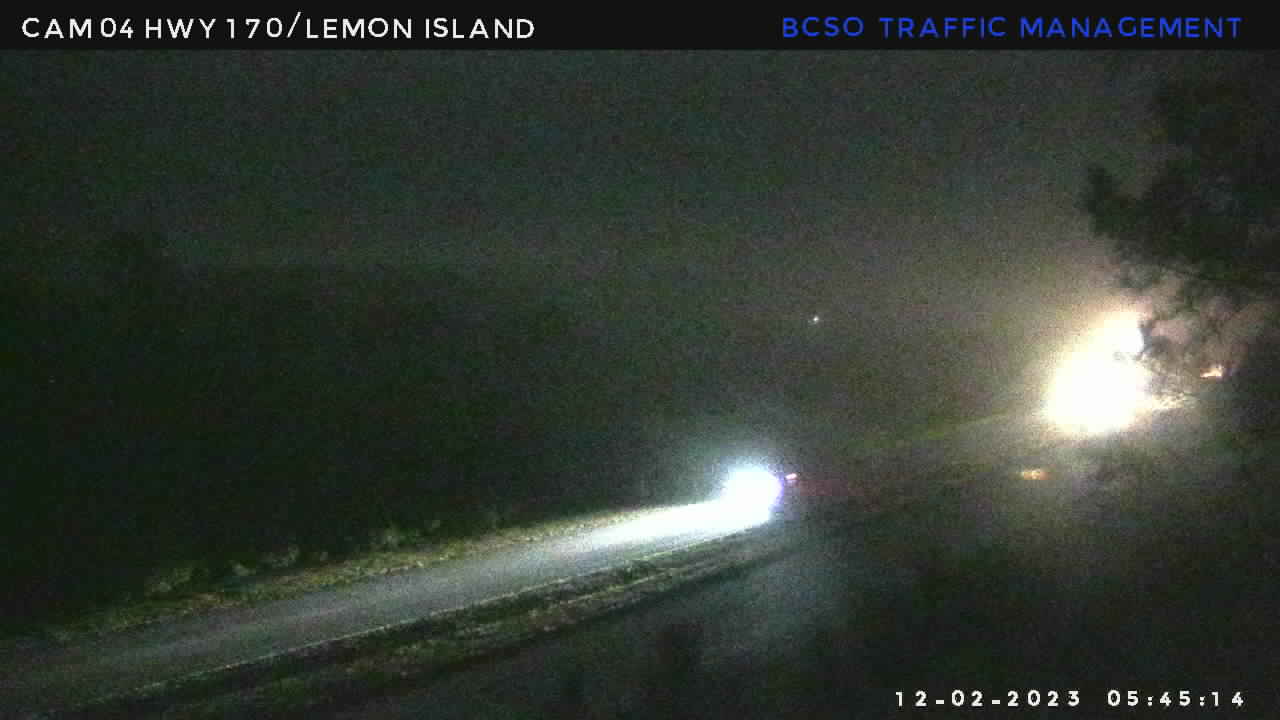 CAM04 HWY 170/LEMON ISLAND
BCSO TRAFFIC MANAGEMENT
12-02-2023 05:45:14